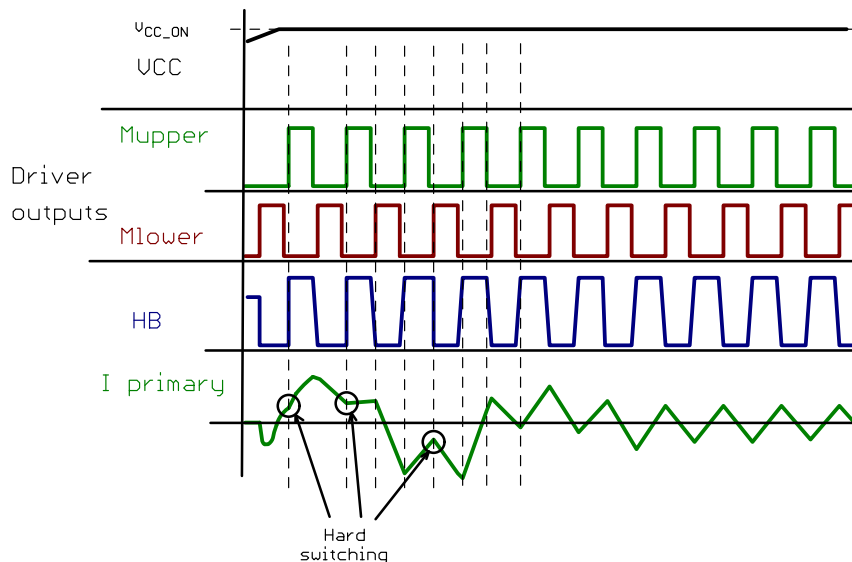 VCC_ON
VCC
Mupper
Driver
outputs
Mlower
HB
I primary
Hard
switching